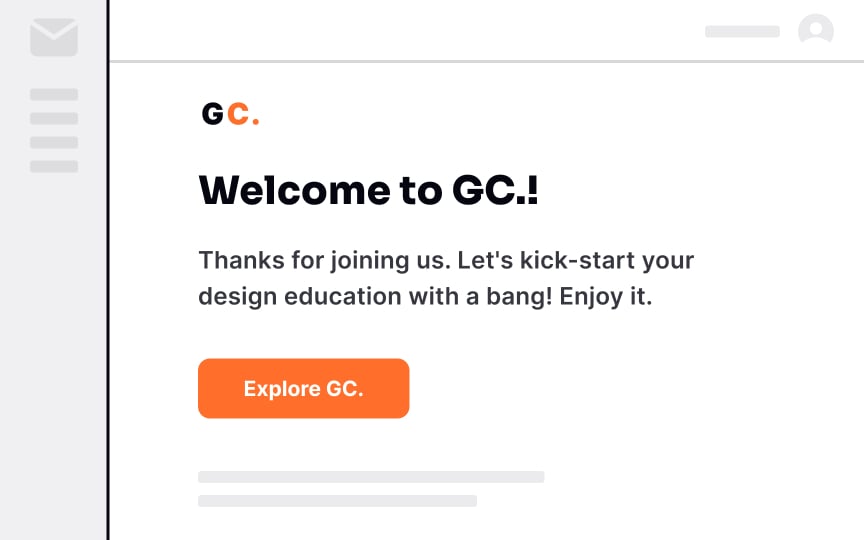 GC.
Welcome to GC.!
Thanks for joining us. Let's kick-start your
design education with a bang! Enjoy it.
Explore GC.